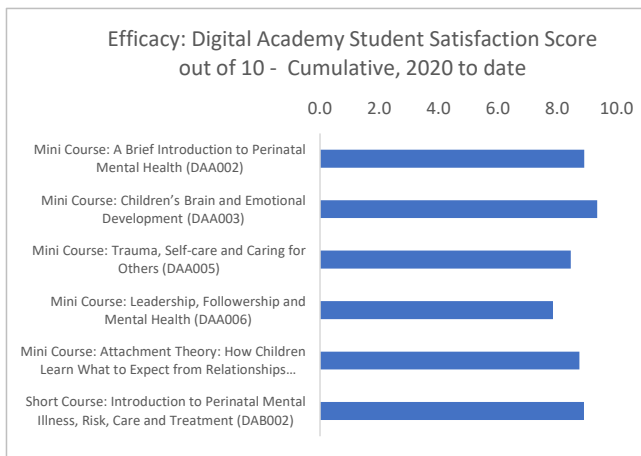 Efficacy: Digital Academy Student Satisfaction Score
out of 10 - Cumulative, 2020 to date
0.0 2.0 4.0 6.0 8.0 10.0
Mini Course: A Brief Introduction to Perinatal
Mental Health (DAA002)
Mini Course: Children’s Brain and Emotional
Development (DAA003)
Mini Course: Trauma, Self-care and Caring for
Others (DAA005)
Mini Course: Leadership, Followership and
Mental Health (DAA006)
Mini Course: Attachment Theory: How Children
Learn What to Expect from Relationships…
Short Course: Introduction to Perinatal Mental
Illness, Risk, Care and Treatment (DAB002)